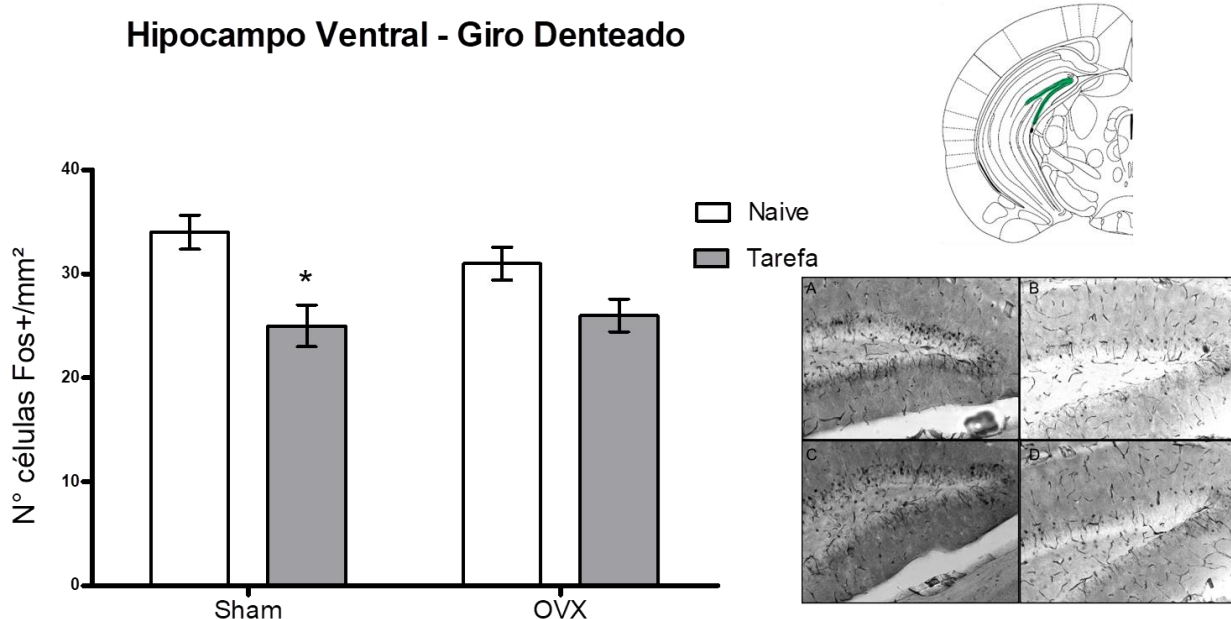 Hipocampo Ventral - Giro Denteado
N° células Fos+/mm²
40
30
20
10
0
*
Sham
OVX
Naive
Tarefa
A
B
C
D